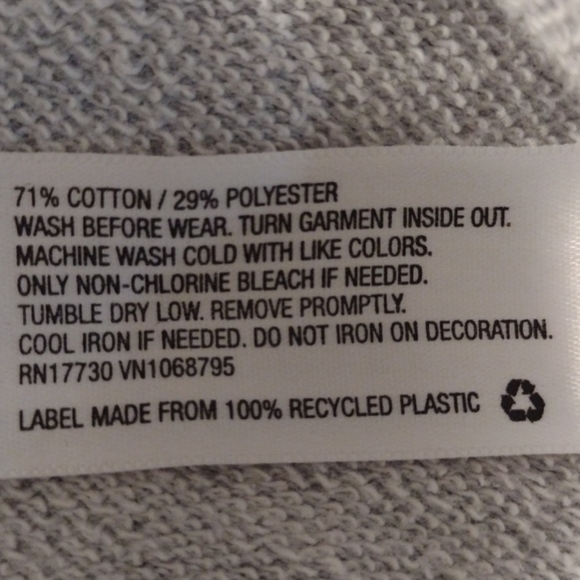 71% COTTON / 29% POLYESTER
WASH BEFORE WEAR. TURN GARMENT INSIDE OUT.
MACHINE WASH COLD WITH LIKE COLORS.
ONLY NON-CHLORINE BLEACH IF NEEDED.
TUMBLE DRY LOW. REMOVE PROMPTLY.
COOL IRON IF NEEDED. DO NOT IRON ON DECORATION.
RN17730 VN1068795
LABEL MADE FROM 100% RECYCLED PLASTIC